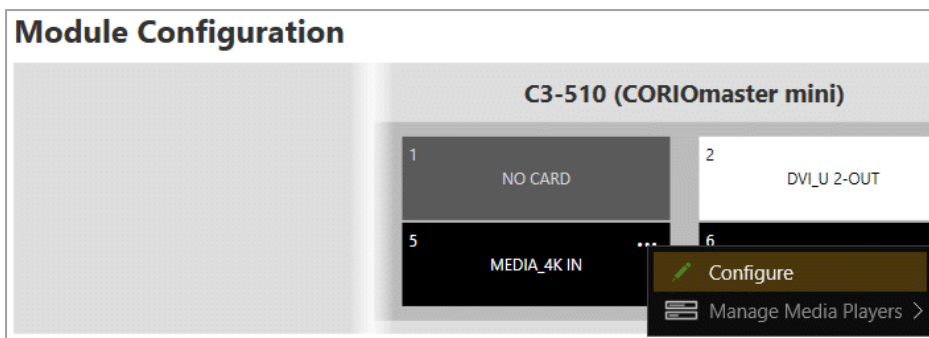 Module Configuration
C3-510 (CORIOmaster mini)
1
NO CARD
2
DVI_U 2-OUT
5
...
MEDIA_4K IN
6
Configure
Manage Media Players >